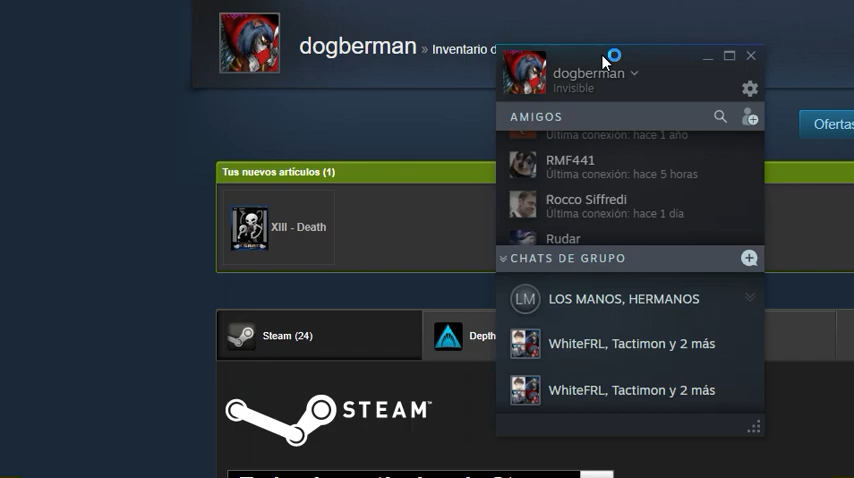 dogberman » Inventario d
dogberman
Invisible
AMIGOS
Ofertas
Última conexión: hace 1 año
RMF441
Última conexión: hace 5 horas
Rocco Siffredi
Última conexión: hace 1 día
Rudar
CHATS DE GRUPO
LM LOS MANOS, HERMANOS
WhiteFRL, Tactimon y 2 más
WhiteFRL, Tactimon y 2 más
Tus nuevos artículos (1)
XIII - Death
Steam (24)
Depth
STEAM™